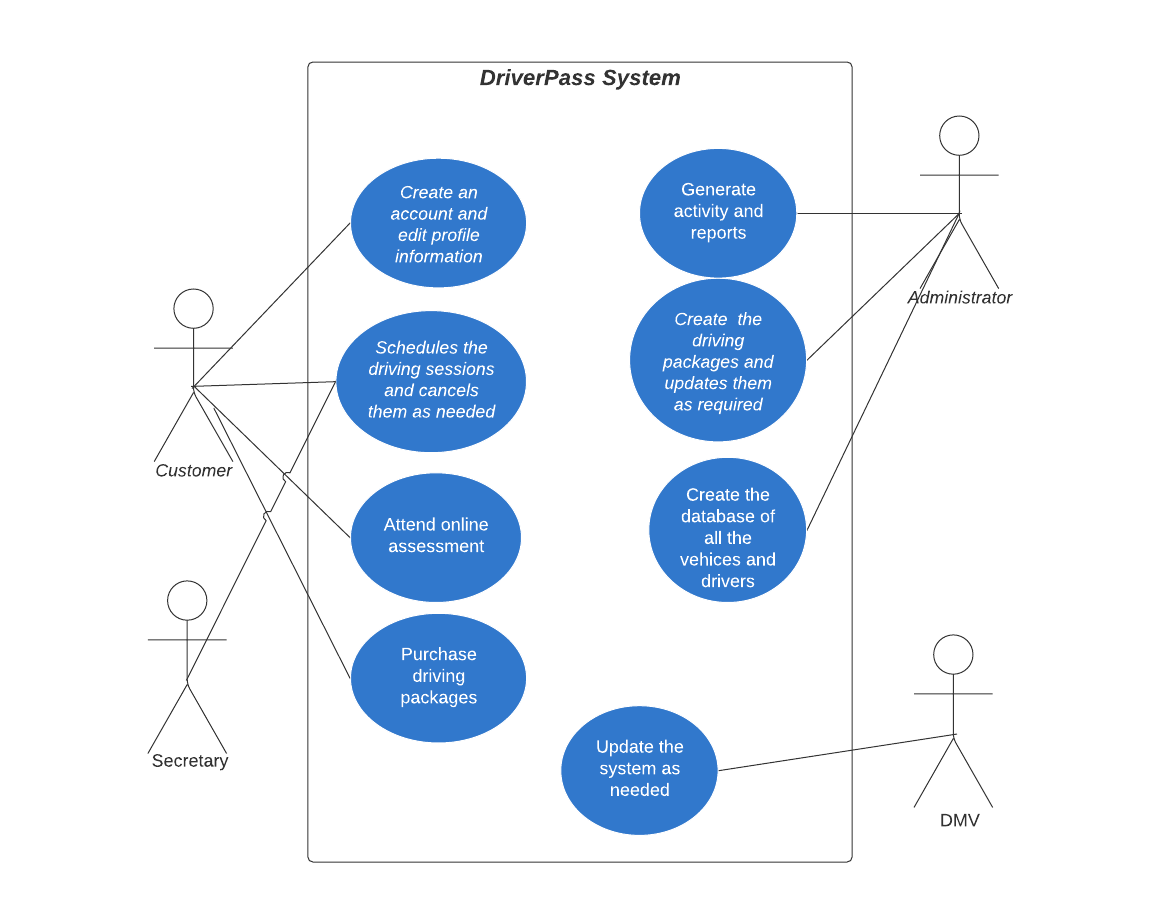 DriverPass System
Create an
account and
edit profile
information
Schedules the
driving sessions
and cancels
them as needed
Attend online
assessment
Purchase
driving
packages
Generate
activity and
reports
Create  the
driving
packages and
updates them
as required
Create the
database of
all the
vehices and
drivers
Update the
system as
needed
Customer
Secretary
Administrator
DMV